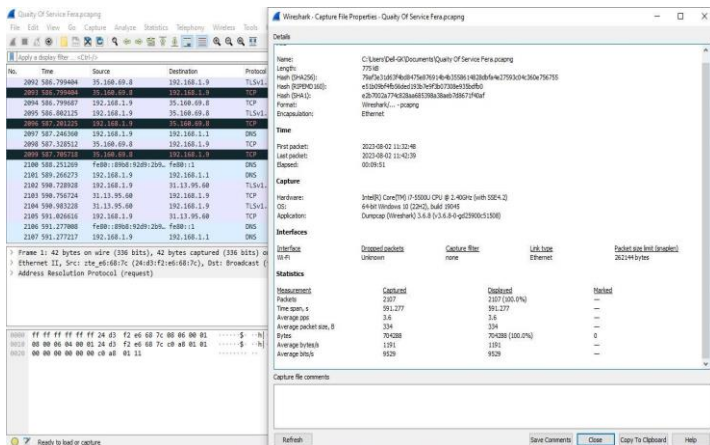 Quaity Of Service Fera.pcapng
File Edit View Go Capture Analyze Statistics Telephony Wireless Tools
Apply a display filter ... <Ctrl-/>
No. Time Source Destination Protocol
2092 586.799404 35.160.69.8 192.168.1.9 TLSv1.
2093 586.799404 35.160.69.8 192.168.1.9 TCP
2094 586.799687 192.168.1.9 35.160.69.8 TCP
2095 586.802125 192.168.1.9 35.160.69.8 TLSv1.
2096 587.201225 35.160.69.8 192.168.1.9 TCP
2097 587.246360 192.168.1.9 192.168.1.1 DNS
2098 587.328512 192.168.1.9 35.160.69.8 TCP
2099 587.705718 35.160.69.8 192.168.1.9 TCP
2100 588.251269 fe80::89b8:92d9:2b9… fe80::1 DNS
2101 589.266273 192.168.1.9 192.168.1.1 DNS
2102 590.728928 192.168.1.9 31.13.95.60 TLSv1.
2103 590.756724 31.13.95.60 192.168.1.9 TCP
2104 590.983228 31.13.95.60 192.168.1.9 TLSv1.
2105 591.026616 192.168.1.9 31.13.95.60 TCP
2106 591.277008 fe80::89b8:92d9:2b9… fe80::1 DNS
2107 591.277217 192.168.1.9 192.168.1.1 DNS
Frame 1: 42 bytes on wire (336 bits), 42 bytes captured (336 bits) o
Ethernet II, Src: zte_e6:68:7c (24:d3:f2:e6:68:7c), Dst: Broadcast (
Address Resolution Protocol (request)
0000 ff ff ff ff ff ff 24 d3 f2 e6 68 7c 08 06 00 01
0010 08 00 06 04 00 01 24 d3 f2 e6 68 7c c0 a8 01 01
0020 00 00 00 00 00 00 c0 a8 01 11
Ready to load or capture
Wireshark · Capture File Properties · Quaity Of Service Fera.pcapng
Details
Name: C:\Users\Dell-GK\Documents\Quaity Of Service Fera.pcapng
Length: 775 kB
Hash (SHA256):
Hash (RIPEMD160):
Hash (SHA1):
Format: Wireshark/... - pcapng
Encapsulation: Ethernet
Time
First packet: 2023-08-02 11:32:48
Last packet: 2023-08-02 11:42:39
Elapsed: 00:09:51
Capture
Hardware: Intel(R) Core(TM) i7-5500U CPU @ 2.40GHz (with SSE4.2)
OS: 64-bit Windows 10 (22H2), build 19045
Application: Dumpcap (Wireshark) 3.6.8 (v3.6.8-0-gd25900c51508)
Interfaces
Interface Dropped packets Capture filter Link type Packet size limit (snaplen)
Wi-Fi Unknown none Ethernet 262144 bytes
Statistics
Measurement Captured Displayed Marked
Packets 2107 2107 (100.0%) —
Time span, s 591.277 591.277 —
Average pps 3.6 3.6 —
Average packet size, B 334 334 —
Bytes 704288 704288 (100.0%) 0
Average bytes/s 1191 1191 —
Average bits/s 9529 9529 —
Capture file comments
Refresh Save Comments Close Copy To Clipboard Help